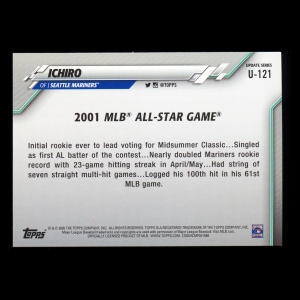 ICHIRO
UPDATE SERIES
U-121
OF | SEATTLE MARINERS™
@TOPPS
2001 MLB® ALL-STAR GAME®
Initial rookie ever to lead voting for Midsummer Classic...Singled
as first AL batter of the contest...Nearly doubled Mariners rookie
record with 23-game hitting streak in April/May...Had string of
seven straight multi-hit games...Logged his 100th hit in his 61st
MLB game.
TOPPS